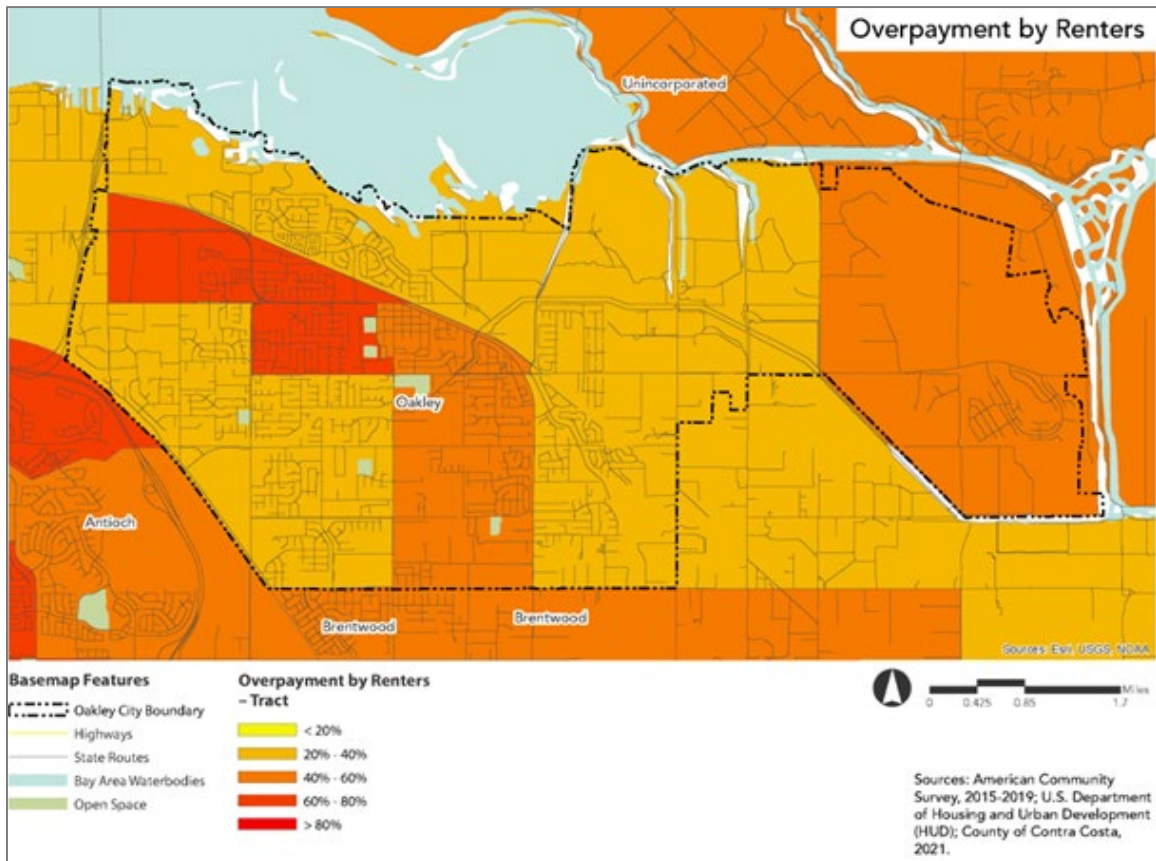 Overpayment by Renters
Unincorporated
Oakley
Antioch
Brentwood
Brentwood
Sources: Esri, USGS, NOAA
Basemap Features
Oakley City Boundary
Highways
State Routes
Bay Area Waterbodies
Open Space
Overpayment by Renters
– Tract
< 20%
20% - 40%
40% - 60%
60% - 80%
> 80%
Miles
0 0.425 0.85 1.7
Sources: American Community
Survey, 2015-2019; U.S. Department
of Housing and Urban Development
(HUD); County of Contra Costa,
2021.